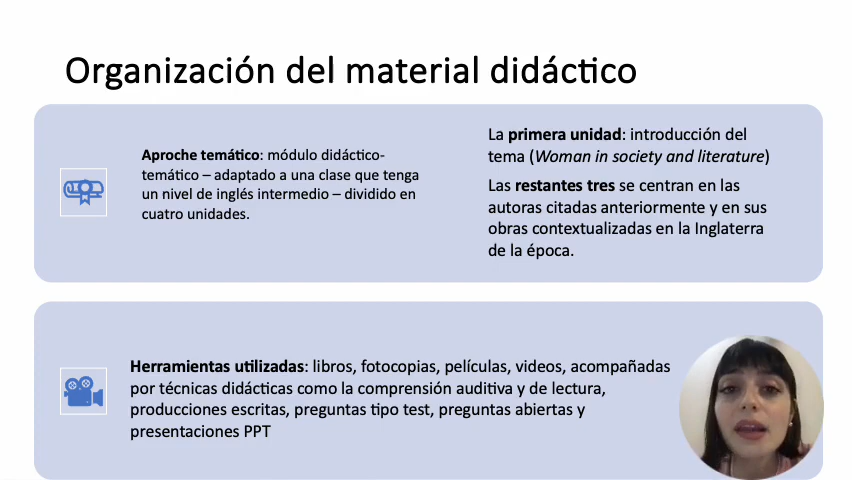 Organización del material didáctico
Aproche temático: módulo didáctico-
temático – adaptado a una clase que tenga
un nivel de inglés intermedio – dividido en
cuatro unidades.
La primera unidad: introducción del
tema (Woman in society and literature)
Las restantes tres se centran en las
autoras citadas anteriormente y en sus
obras contextualizadas en la Inglaterra
de la época.
Herramientas utilizadas: libros, fotocopias, películas, videos, acompañadas
por técnicas didácticas como la comprensión auditiva y de lectura,
producciones escritas, preguntas tipo test, preguntas abiertas y
presentaciones PPT